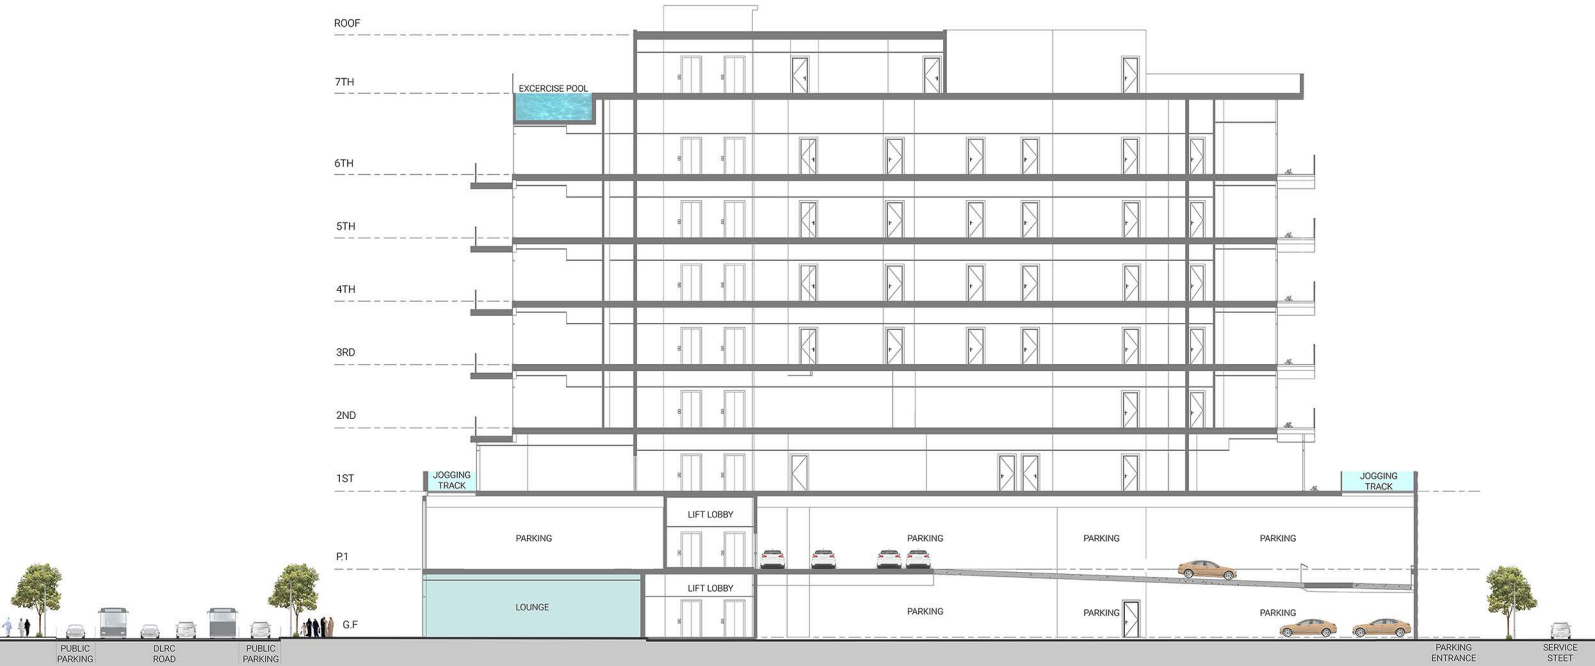 ROOF
7TH
EXCERCISE POOL
6TH
5TH
4TH
3RD
2ND
1ST
JOGGING
TRACK
JOGGING
TRACK
LIFT LOBBY
PARKING
PARKING
PARKING
PARKING
P.1
LIFT LOBBY
LOUNGE
PARKING
PARKING
PARKING
G.F
PUBLIC
PARKING
DLRC
ROAD
PUBLIC
PARKING
PARKING
ENTRANCE
SERVICE
STEET